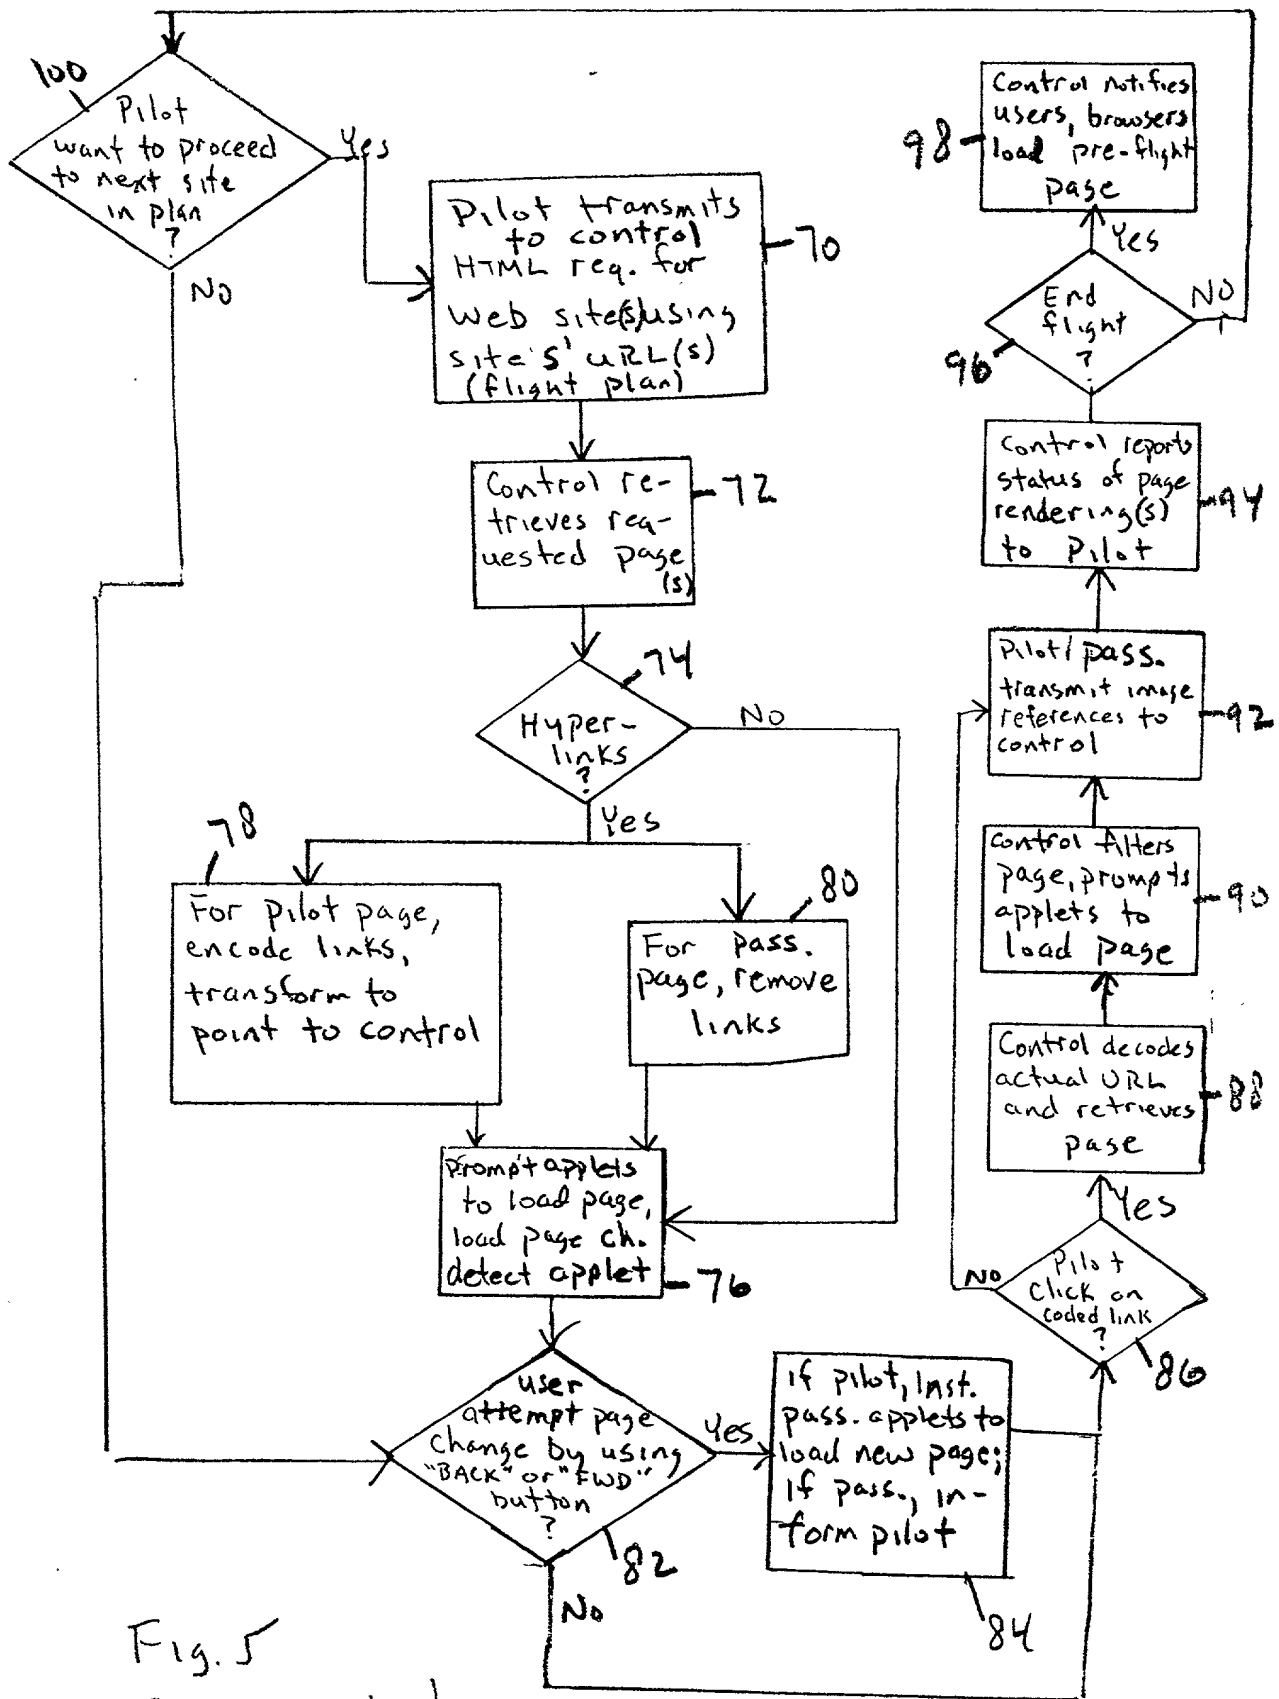 100
Pilot
want to proceed
to next site
in plan
?
Yes
NO
Pilot transmits
to control
HTML req. for
Web site(s) using
site's' URL(s)
(flight plan)
70
Control re-
trieves req-
uested page
(s)
72
74
Hyper-
links
?
NO
Yes
78
For pilot page,
encode links,
transform to
point to control
80
For pass.
page, remove
links
Prompt applets
to load page,
load page ch.
detect applet
76
user
attempt page
change by using
"BACK" or "FWD"
button
?
82
Yes
No
if pilot, inst.
pass. applets to
load new page;
if pass., in-
form pilot
84
Pilot
click on
coded link
?
86
NO
Yes
Control decodes
actual URL
and retrieves
page
88
control filters
page, prompts
applets to
load page
90
Pilot/pass.
transmit image
references to
control
92
Control reports
status of page
rendering(s)
to Pilot
94
End
flight
?
96
NO
Yes
Control notifies
users, browsers
load pre-flight
page
98
Fig. 5